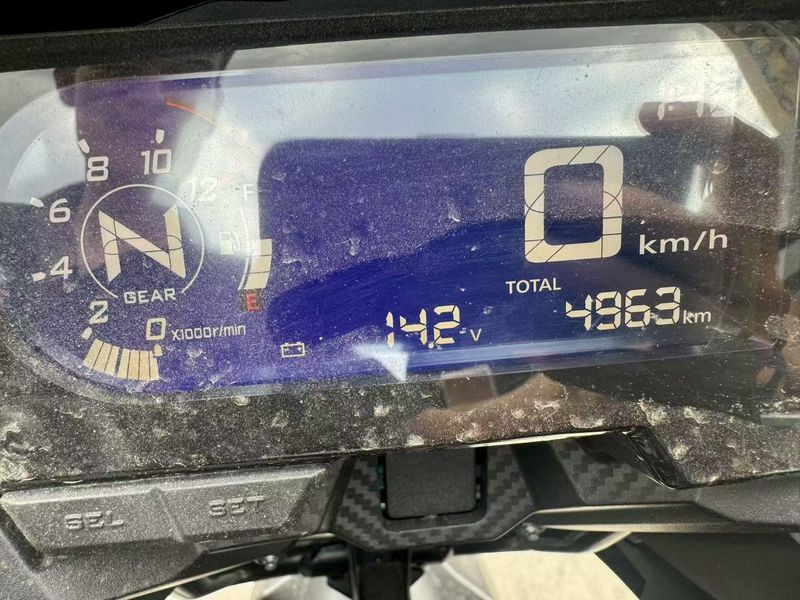 8
10
12
F
6
4
2
0
N
GEAR
X1000r/min
E
0
km/h
TOTAL
4963 km
14.2 V
SEL
SET